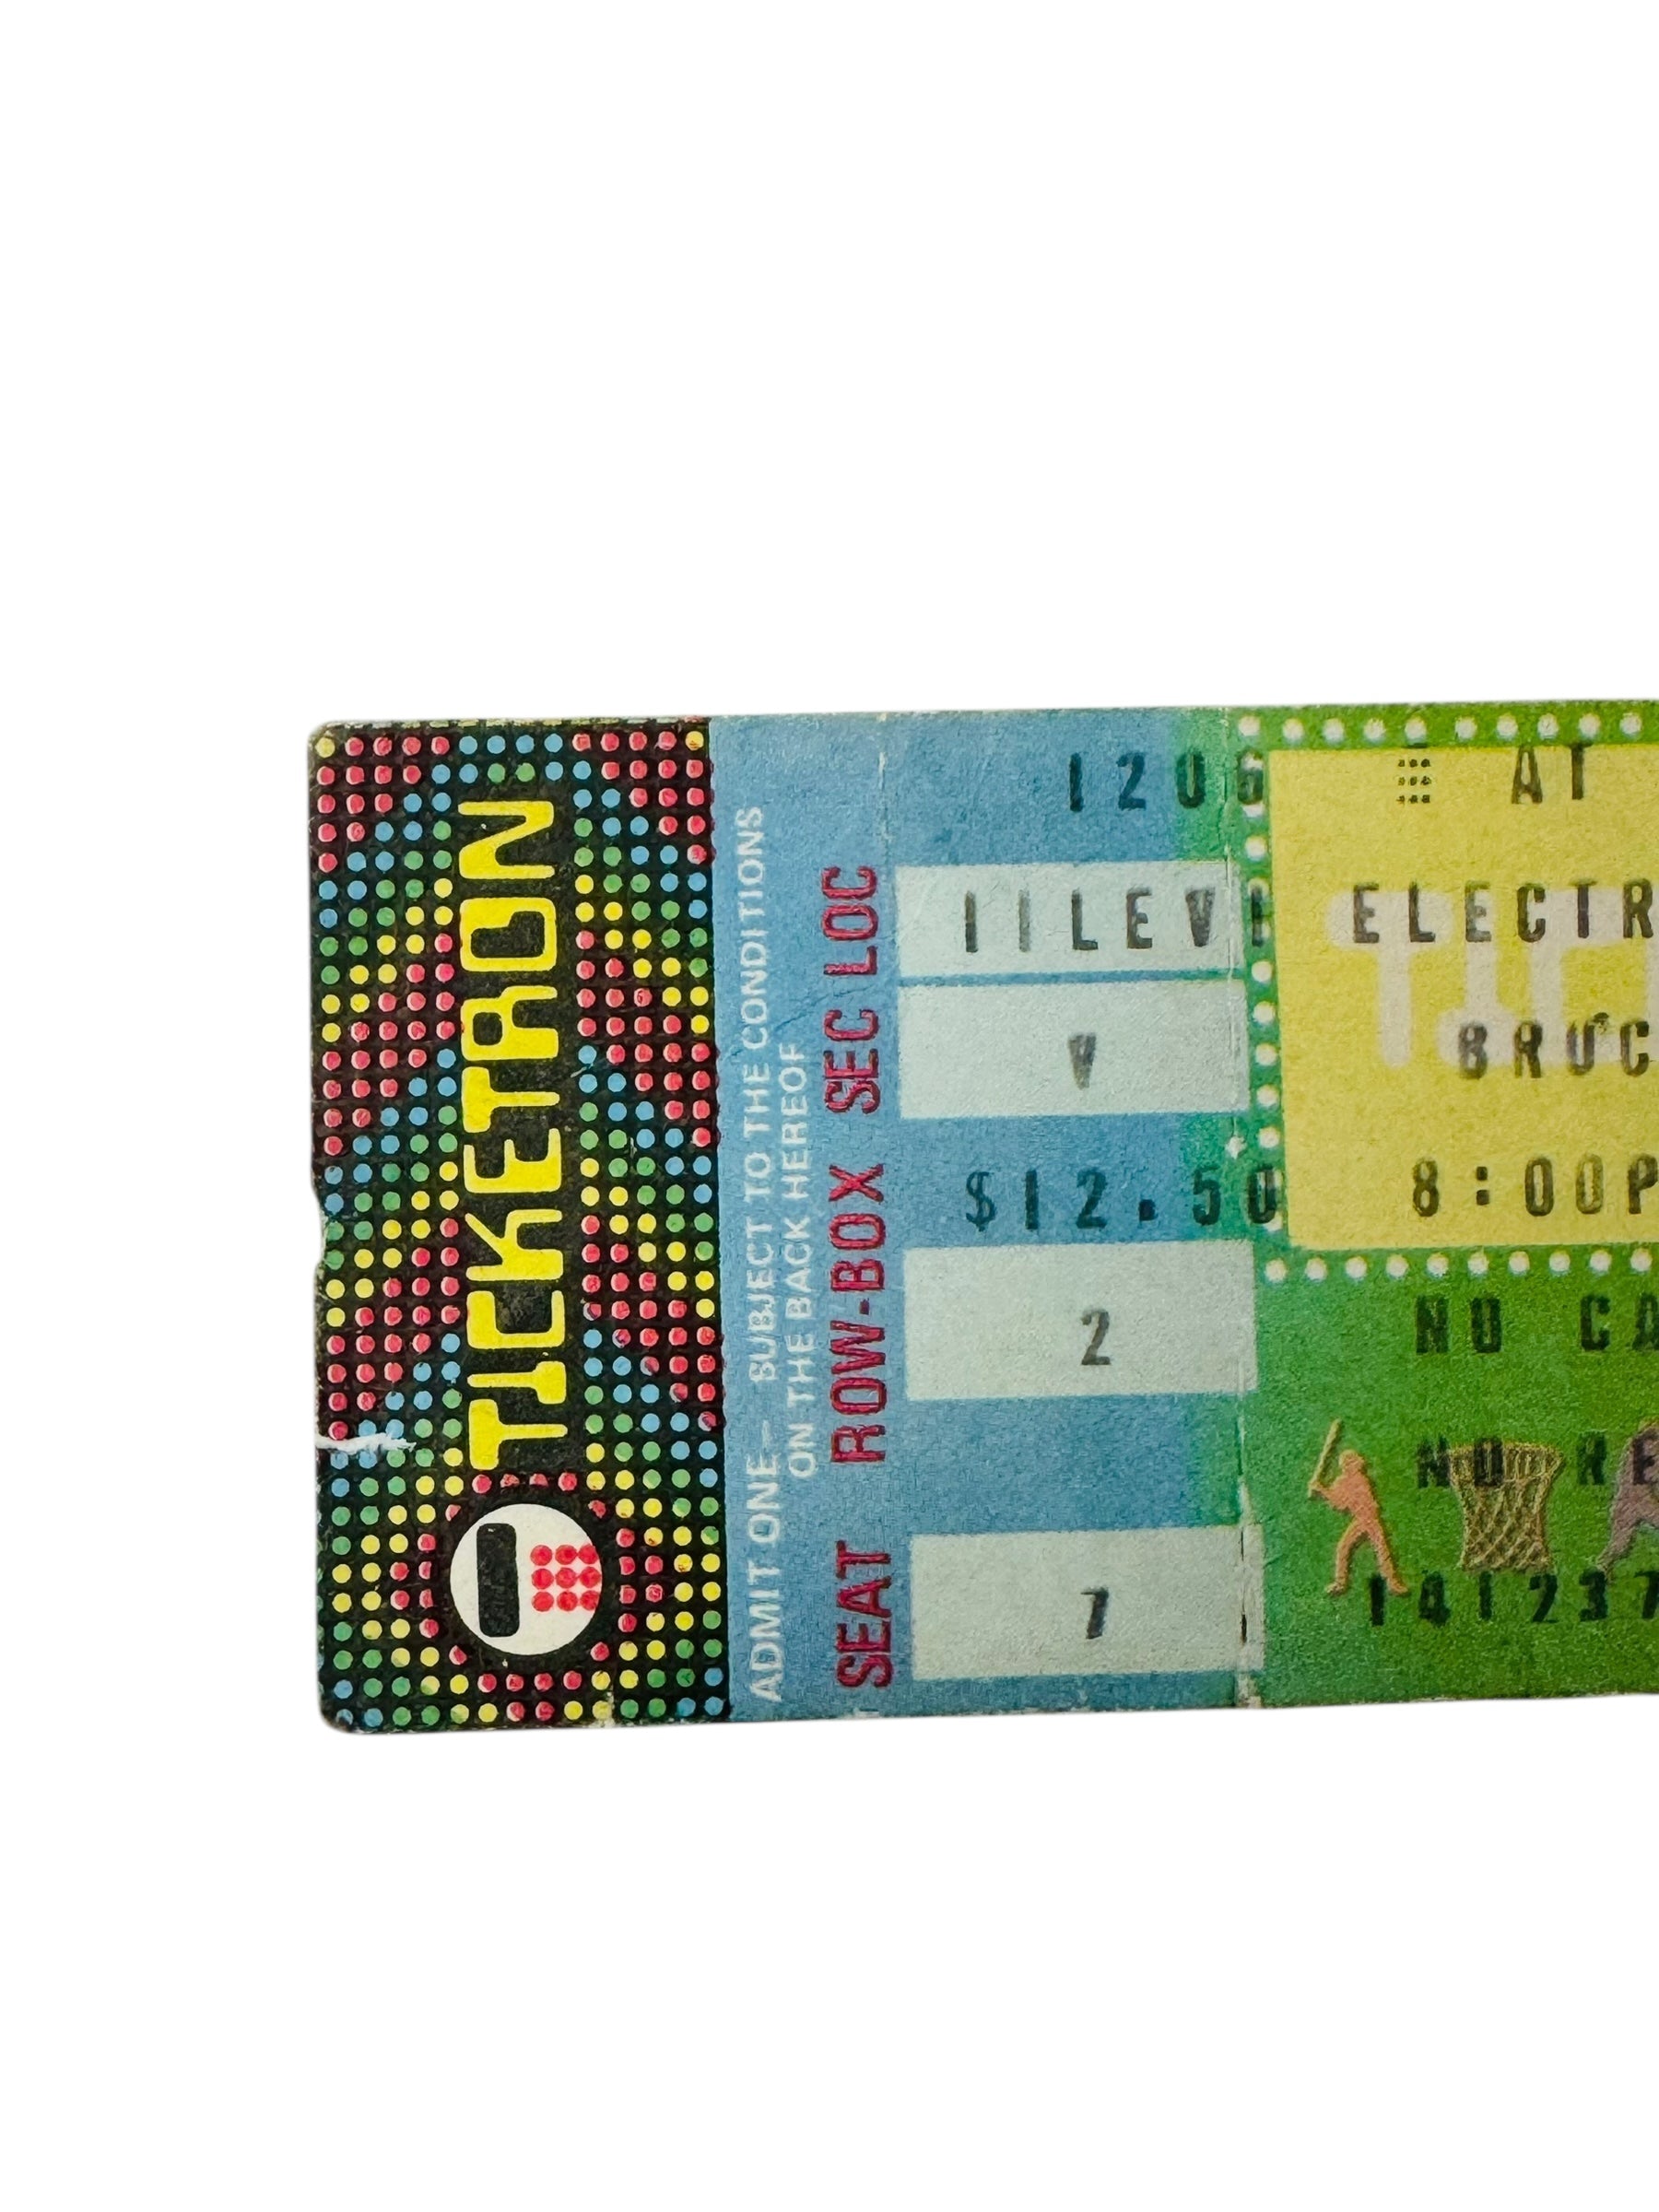 TICKETRON
ADMIT ONE — SUBJECT TO THE CONDITIONS
ON THE BACK HEREOF
SEAT ROW-BOX SEC LOC
1206
11LEV
V
$12.50
2
7
AT
ELECTR
BRUC
8:00P
NO CA
NO RE
141237